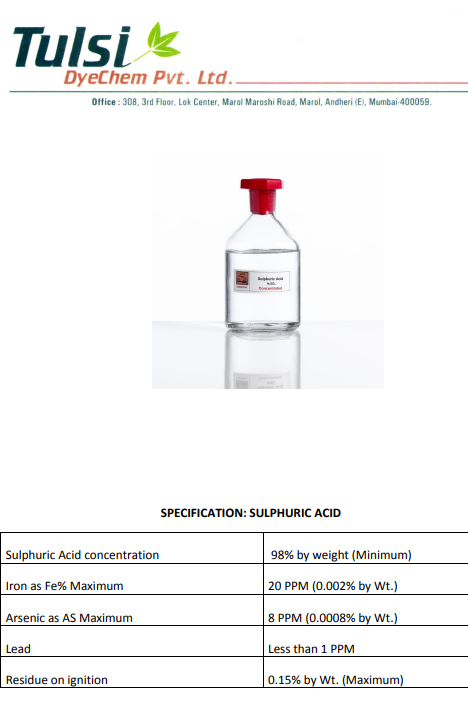 Tulsi
DyeChem Pvt. Ltd.
Office : 308, 3rd Floor, Lok Center, Marol Maroshi Road, Marol, Andheri (E), Mumbai-400059.
Sulphuric Acid
H₂SO₄
Concentrated
SPECIFICATION: SULPHURIC ACID
Sulphuric Acid concentration 98% by weight (Minimum)
Iron as Fe% Maximum 20 PPM (0.002% by Wt.)
Arsenic as AS Maximum 8 PPM (0.0008% by Wt.)
Lead Less than 1 PPM
Residue on ignition 0.15% by Wt. (Maximum)